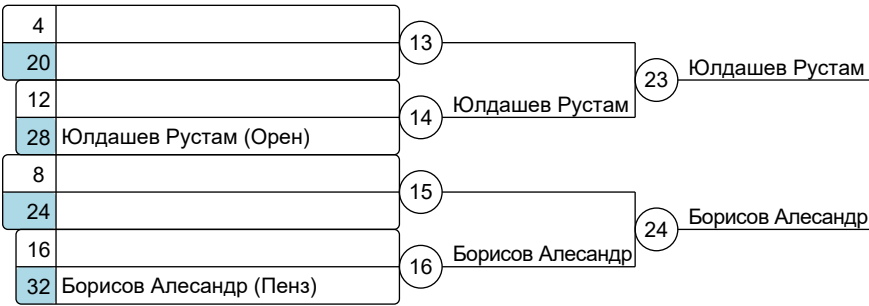 4
13
20
Юлдашев Рустам
23
12
Юлдашев Рустам
14
28 Юлдашев Рустам (Орен)
8
15
24
Борисов Алесандр
24
16
Борисов Алесандр
16
32 Борисов Алесандр (Пенз)